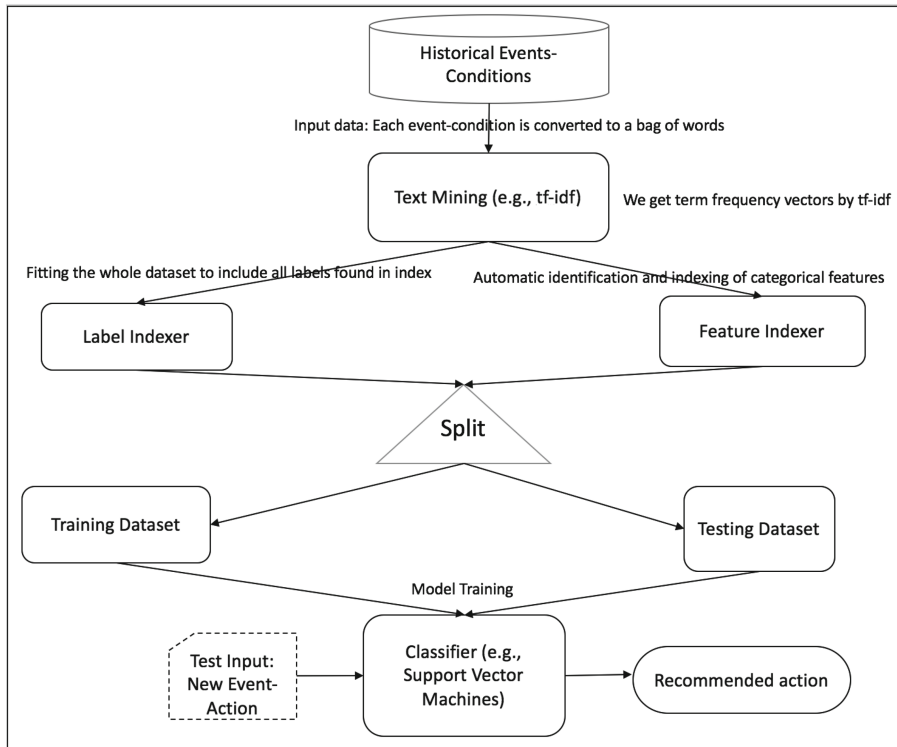 Historical Events-
Conditions
Input data: Each event-condition is converted to a bag of words
Text Mining (e.g., tf-idf)
We get term frequency vectors by tf-idf
Fitting the whole dataset to include all labels found in index
Automatic identification and indexing of categorical features
Label Indexer
Feature Indexer
Split
Training Dataset
Testing Dataset
Model Training
Test Input:
New Event-
Action
Classifier (e.g.,
Support Vector
Machines)
Recommended action